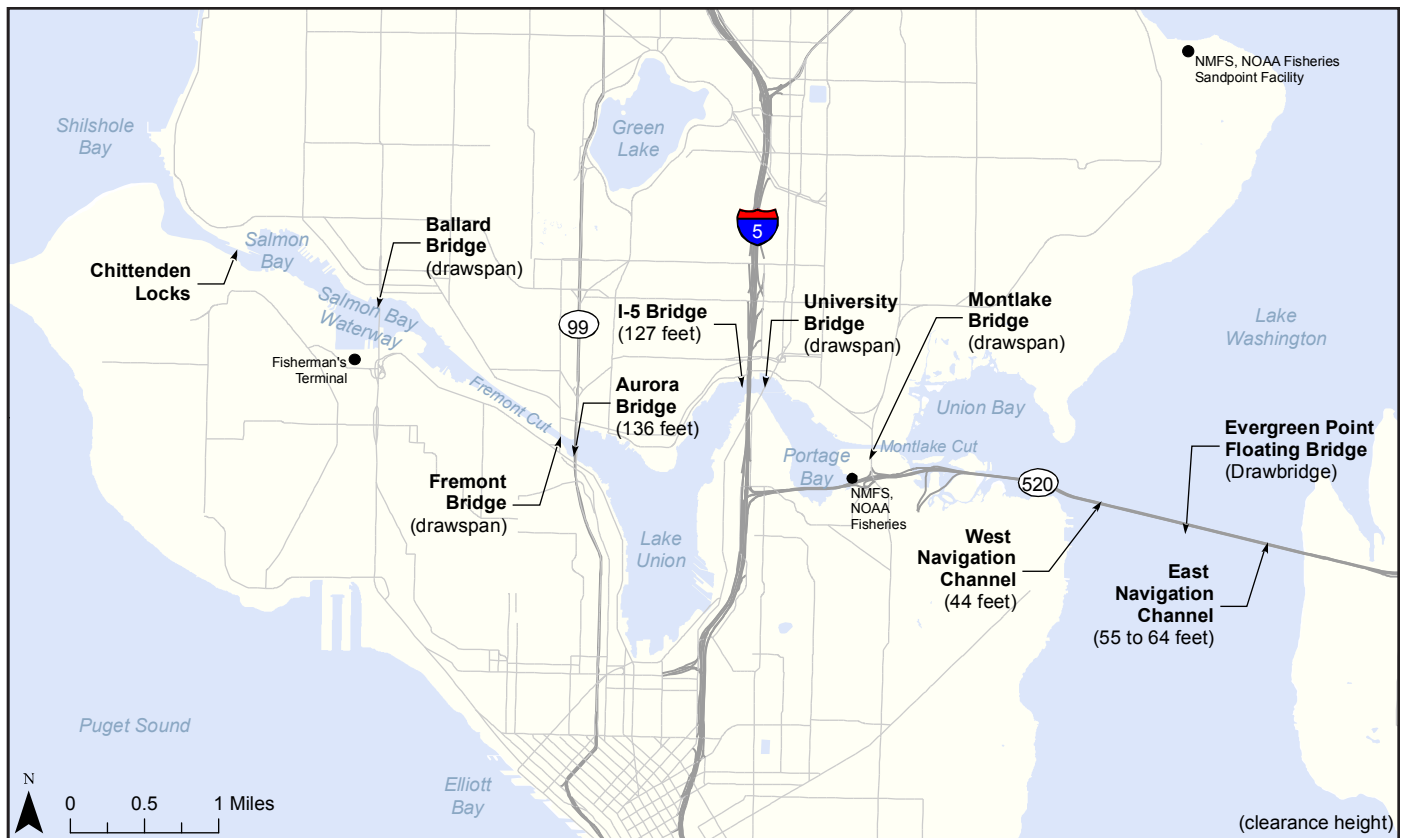 NMFS, NOAA Fisheries
Sandpoint Facility
Shilshole
Bay
Green
Lake
5
Ballard
Bridge
(drawspan)
Salmon
Bay
Chittenden
Locks
Salmon Bay
Waterway
99
I-5 Bridge
(127 feet)
University
Bridge
(drawspan)
Montlake
Bridge
(drawspan)
Lake
Washington
Fisherman's
Terminal
Fremont Cut
Aurora
Bridge
(136 feet)
Union Bay
Evergreen Point
Floating Bridge
(Drawbridge)
Montlake Cut
Portage
Bay
Fremont
Bridge
(drawspan)
520
NMFS,
NOAA
Fisheries
Lake
Union
West
Navigation
Channel
(44 feet)
East
Navigation
Channel
(55 to 64 feet)
Puget Sound
Elliott
Bay
N
0 0.5 1 Miles
(clearance height)